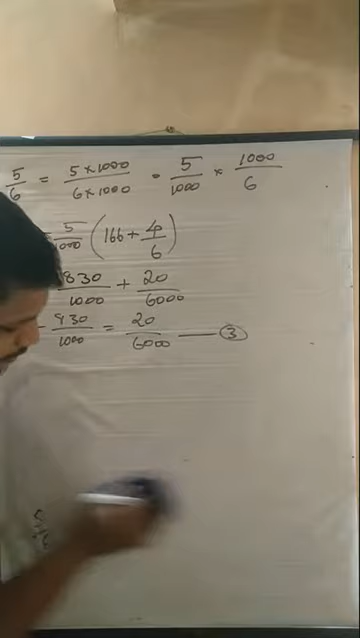 5/6 = 5×1000/6×1000 = 5/1000 × 1000/6
= 5/1000 (166 + 4/6)
830/1000 + 20/6000
- 830/1000 = 20/6000 —— ③